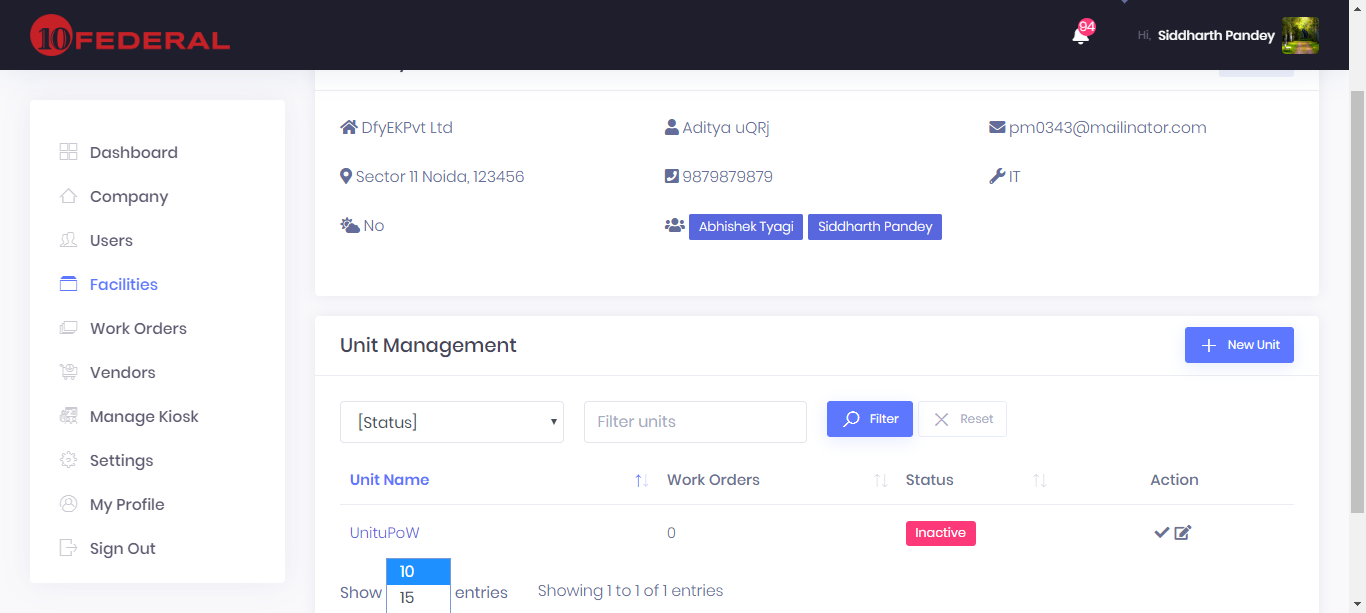 10 FEDERAL
94
Hi, Siddharth Pandey
Dashboard
Company
Users
Facilities
Work Orders
Vendors
Manage Kiosk
Settings
My Profile
Sign Out
DfyEKPvt Ltd
Aditya uQRj
pm0343@mailinator.com
Sector 11 Noida, 123456
9879879879
IT
No
Abhishek Tyagi
Siddharth Pandey
Unit Management
New Unit
[Status]
Filter units
Filter
Reset
Unit Name Work Orders Status Action
UnituPoW 0 Inactive
Show 10 entries Showing 1 to 1 of 1 entries
15